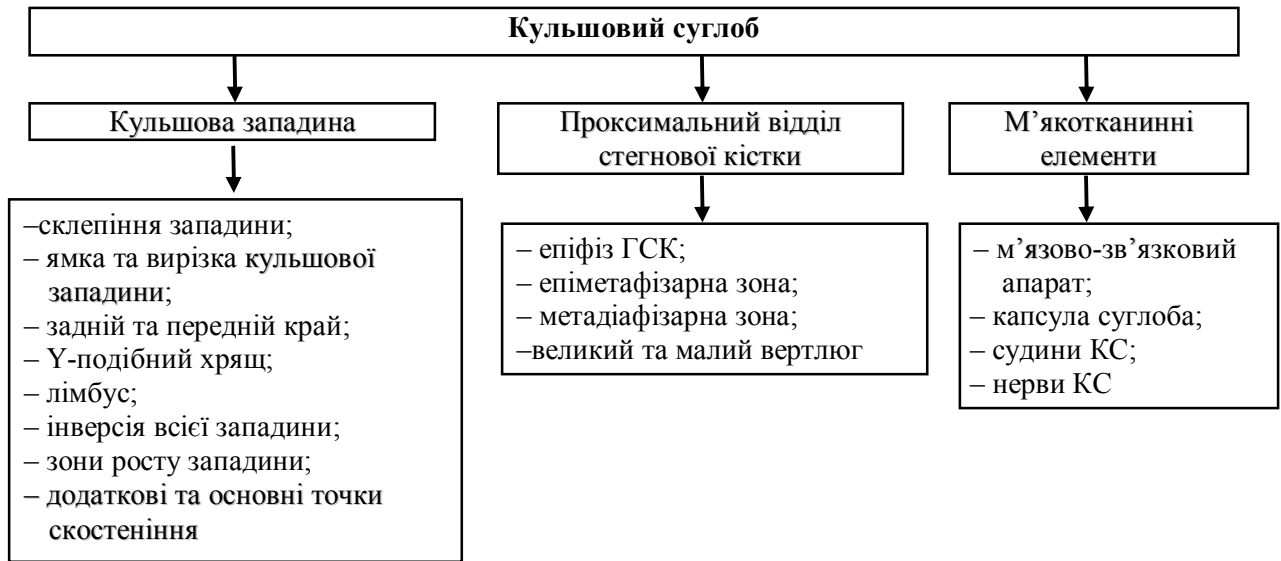 Кульшовий суглоб
Кульшова западина
–склепіння западини;
– ямка та вирізка кульшової
западини;
– задній та передній край;
– Y-подібний хрящ;
– лімбус;
– інверсія всієї западини;
– зони росту западини;
– додаткові та основні точки
скостеніння
Проксимальний відділ
стегнової кістки
– епіфіз ГСК;
– епіметафізарна зона;
– метадіафізарна зона;
–великий та малий вертлюг
М’якотканинні
елементи
– м’язово-зв’язковий
апарат;
– капсула суглоба;
– судини КС;
– нерви КС